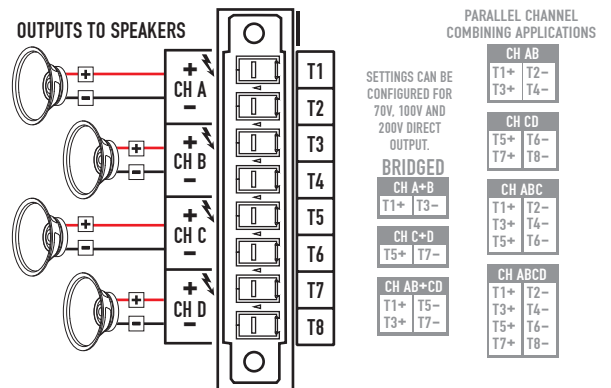 OUTPUTS TO SPEAKERS
+
CH A
−
+
−
T1
T2
+
CH B
−
+
−
T3
T4
+
CH C
−
+
−
T5
T6
+
CH D
−
+
−
T7
T8
SETTINGS CAN BE
CONFIGURED FOR
70V, 100V AND
200V DIRECT
OUTPUT.
BRIDGED
CH A+B
T1+ T3−
CH C+D
T5+ T7−
CH AB+CD
T1+ T5−
T3+ T7−
PARALLEL CHANNEL
COMBINING APPLICATIONS
CH AB
T1+ T2−
T3+ T4−
CH CD
T5+ T6−
T7+ T8−
CH ABC
T1+ T2−
T3+ T4−
T5+ T6−
CH ABCD
T1+ T2−
T3+ T4−
T5+ T6−
T7+ T8−